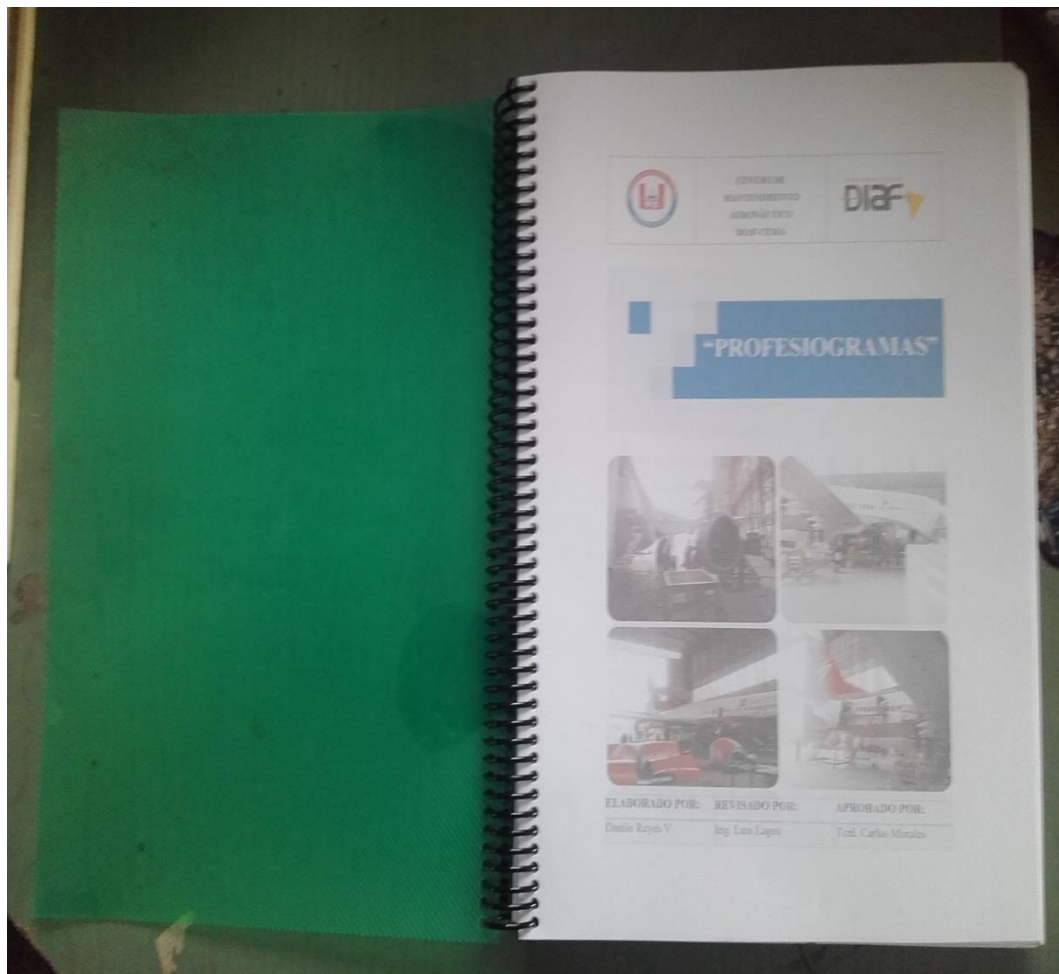 CENTRO DE
MANTENIMIENTO
AERONÁUTICO
DIAF
"PROFESIOGRAMAS"
ELABORADO POR: REVISADO POR: APROBADO POR:
Danilo Reyes V. Ing. Luis Lagos Tcnl. Carlos Morales